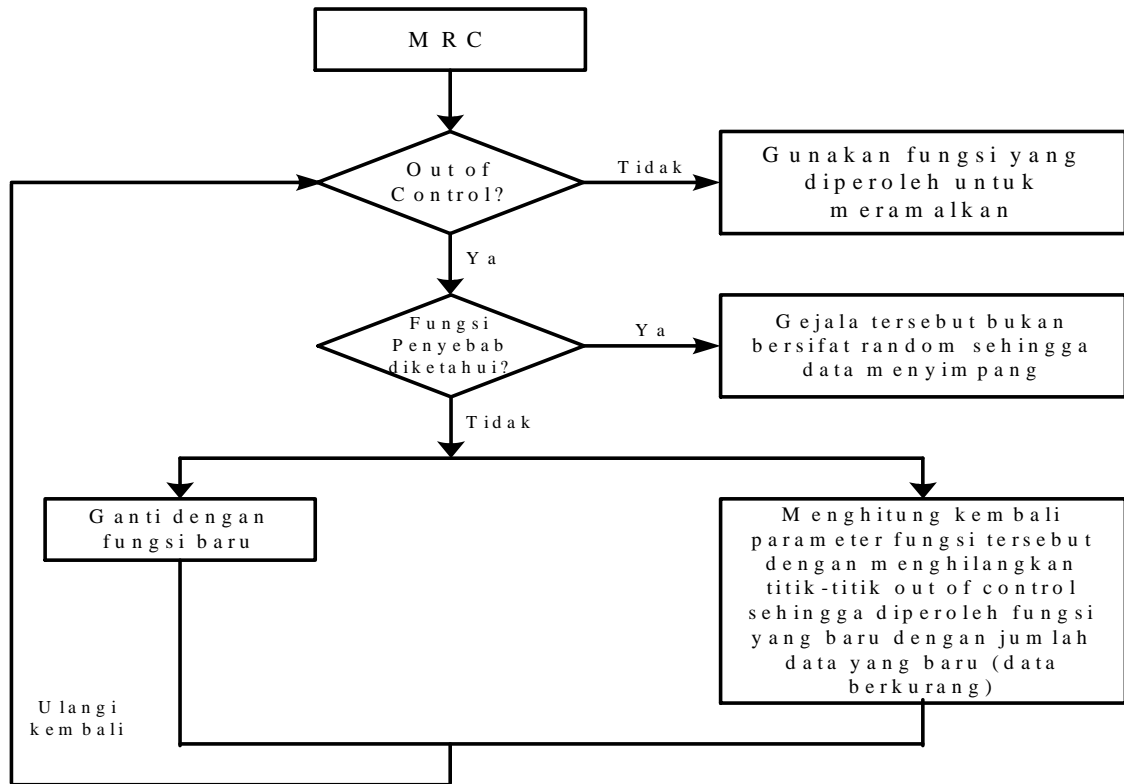 MRC
Out of
Control?
Tidak
Gunakan fungsi yang
diperoleh untuk
meramalkan
Ya
Fungsi
Penyebab
diketahui?
Ya
Gejala tersebut bukan
bersifat random sehingga
data menyimpang
Tidak
Ganti dengan
fungsi baru
Menghitung kembali
parameter fungsi tersebut
dengan menghilangkan
titik-titik out of control
sehingga diperoleh fungsi
yang baru dengan jumlah
data yang baru (data
berkurang)
Ulangi
kembali